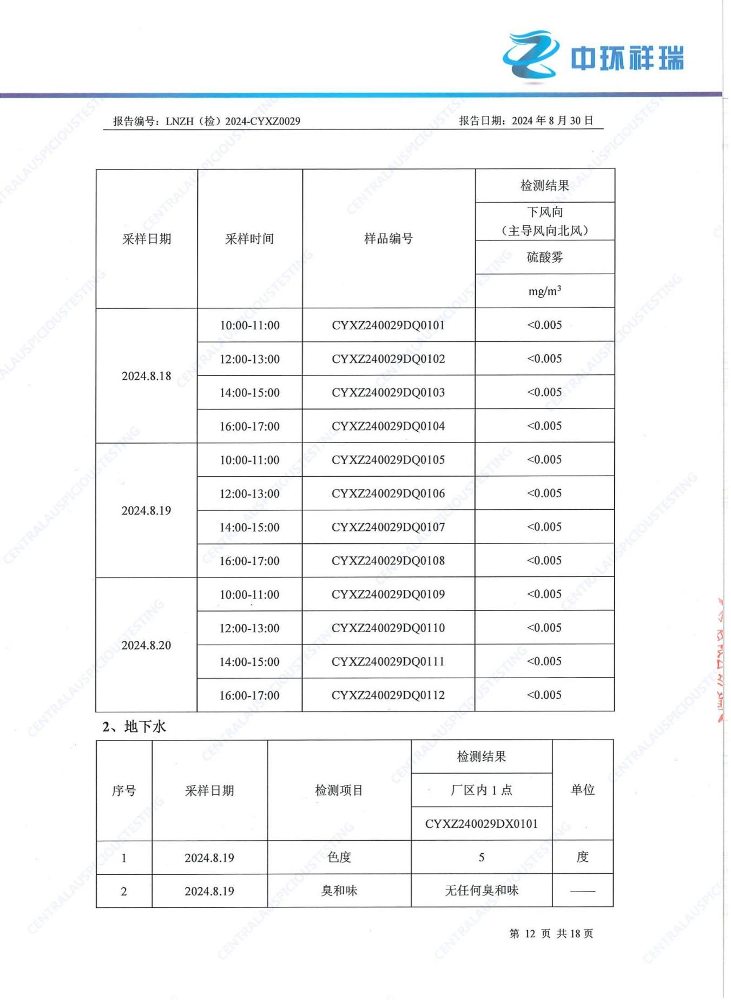 中环祥瑞
报告编号：LNZH（检）2024-CYXZ0029 报告日期：2024 年 8 月 30 日
采样日期 采样时间 样品编号 检测结果
下风向
（主导风向北风）
硫酸雾
mg/m³
2024.8.18 10:00-11:00 CYXZ240029DQ0101 <0.005
12:00-13:00 CYXZ240029DQ0102 <0.005
14:00-15:00 CYXZ240029DQ0103 <0.005
16:00-17:00 CYXZ240029DQ0104 <0.005
2024.8.19 10:00-11:00 CYXZ240029DQ0105 <0.005
12:00-13:00 CYXZ240029DQ0106 <0.005
14:00-15:00 CYXZ240029DQ0107 <0.005
16:00-17:00 CYXZ240029DQ0108 <0.005
2024.8.20 10:00-11:00 CYXZ240029DQ0109 <0.005
12:00-13:00 CYXZ240029DQ0110 <0.005
14:00-15:00 CYXZ240029DQ0111 <0.005
16:00-17:00 CYXZ240029DQ0112 <0.005
2、地下水
序号 采样日期 检测项目 检测结果 单位
厂区内 1 点
CYXZ240029DX0101
1 2024.8.19 色度 5 度
2 2024.8.19 臭和味 无任何臭和味 ——
第 12 页 共 18 页
CENTRALAUSPICIOUSTESTING